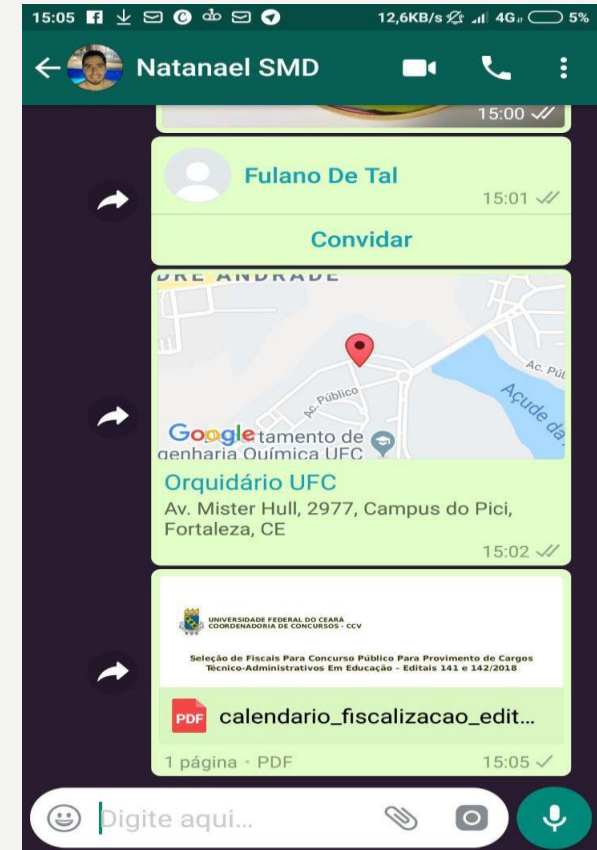 15:05 12,6KB/s 4G 5%
Natanael SMD
15:00
Fulano De Tal
15:01
Convidar
DRE ANDRADE
Ac. Público
Ac. Púb
Açude da
Google tamento de
genharia Química UFC
Orquidário UFC
Av. Mister Hull, 2977, Campus do Pici,
Fortaleza, CE
15:02
UNIVERSIDADE FEDERAL DO CEARÁ
COORDENADORIA DE CONCURSOS - CCV
Seleção de Fiscais Para Concurso Público Para Provimento de Cargos
Técnico-Administrativos Em Educação - Editais 141 e 142/2018
PDF calendario_fiscalizacao_edit...
1 página • PDF 15:05
Digite aqui...